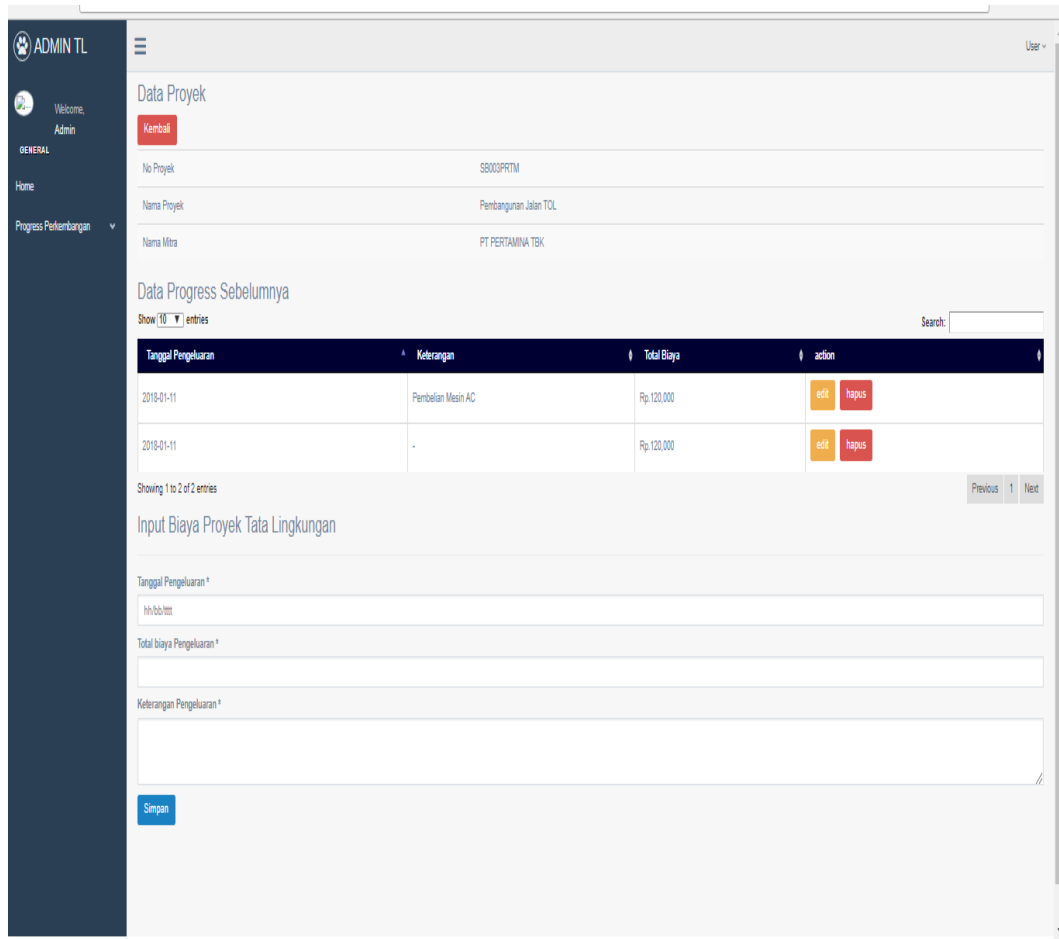 ADMIN TL
User
Welcome,
Admin
GENERAL
Home
Progress Perkembangan
Data Proyek
Kembali
No Proyek SB003PRTM
Nama Proyek Pembangunan Jalan TOL
Nama Mitra PT PERTAMINA TBK
Data Progress Sebelumnya
Show 10 entries
Search:
Tanggal Pengeluaran Keterangan Total Biaya action
2018-01-11 Pembelian Mesin AC Rp.120,000 edit hapus
2018-01-11 - Rp.120,000 edit hapus
Showing 1 to 2 of 2 entries
Previous 1 Next
Input Biaya Proyek Tata Lingkungan
Tanggal Pengeluaran *
hh/bb/tttt
Total biaya Pengeluaran *
Keterangan Pengeluaran *
Simpan